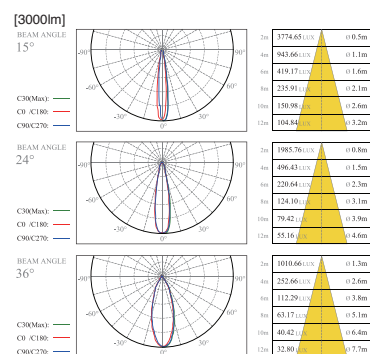 [3000lm]
BEAM ANGLE
15°
C30(Max):
C0 /C180:
C90/C270:
-90° 90°
-30° 30°
0°
2m 3774.65 LUX Ø 0.5m
4m 943.66 LUX Ø 1.1m
6m 419.17 LUX Ø 1.6m
8m 235.91 LUX Ø 2.1m
10m 150.98 LUX Ø 2.6m
12m 104.84 LUX Ø 3.2m
BEAM ANGLE
24°
C30(Max):
C0 /C180:
C90/C270:
-90° 90°
-30° 30°
0°
2m 1985.76 LUX Ø 0.8m
4m 496.43 LUX Ø 1.5m
6m 220.64 LUX Ø 2.3m
8m 124.10 LUX Ø 3.1m
10m 79.42 LUX Ø 3.9m
12m 55.16 LUX Ø 4.6m
BEAM ANGLE
36°
C30(Max):
C0 /C180:
C90/C270:
-90° 90°
-30° 30°
0°
2m 1010.66 LUX Ø 1.3m
4m 252.66 LUX Ø 2.6m
6m 112.29 LUX Ø 3.8m
8m 63.17 LUX Ø 5.1m
10m 40.42 LUX Ø 6.4m
12m 32.80 LUX Ø 7.7m